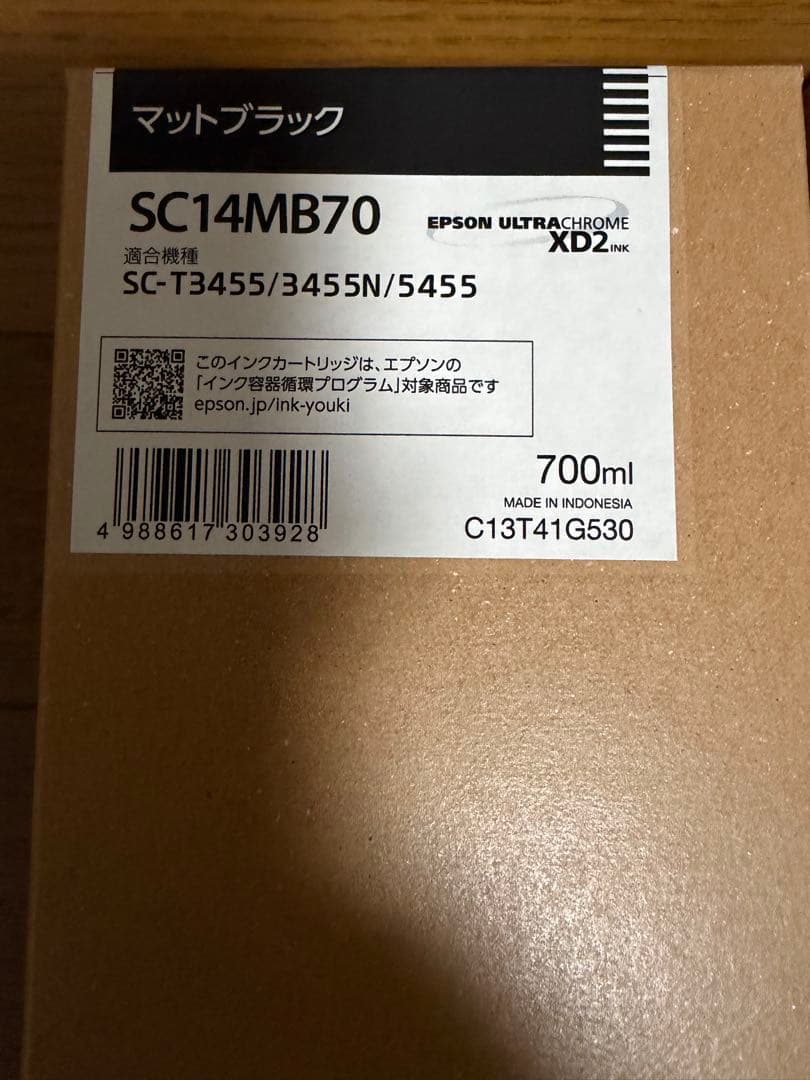 マットブラック
SC14MB70
EPSON ULTRACHROME
XD2 INK
適合機種
SC-T3455/3455N/5455
このインクカートリッジは、エプソンの
「インク容器循環プログラム」対象商品です
epson.jp/ink-youki
700ml
MADE IN INDONESIA
C13T41G530
4 988617 303928